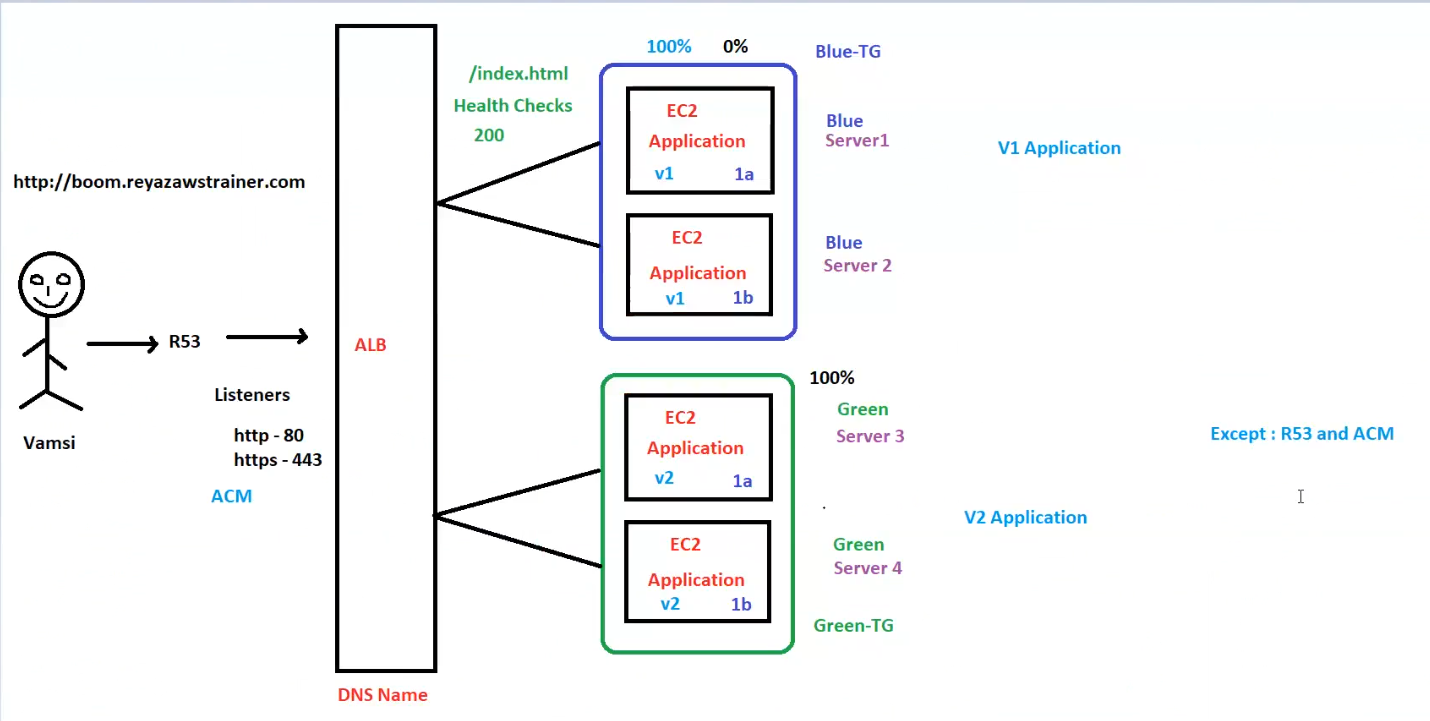 100% 0%
Blue-TG
/index.html
Health Checks
200
EC2
Application
v1 1a
Blue
Server1
V1 Application
http://boom.reyazawstrainer.com
EC2
Application
v1 1b
Blue
Server 2
R53
ALB
Listeners
http - 80
https - 443
ACM
Vamsi
100%
EC2
Application
v2 1a
Green
Server 3
Except : R53 and ACM
V2 Application
EC2
Application
v2 1b
Green
Server 4
Green-TG
DNS Name